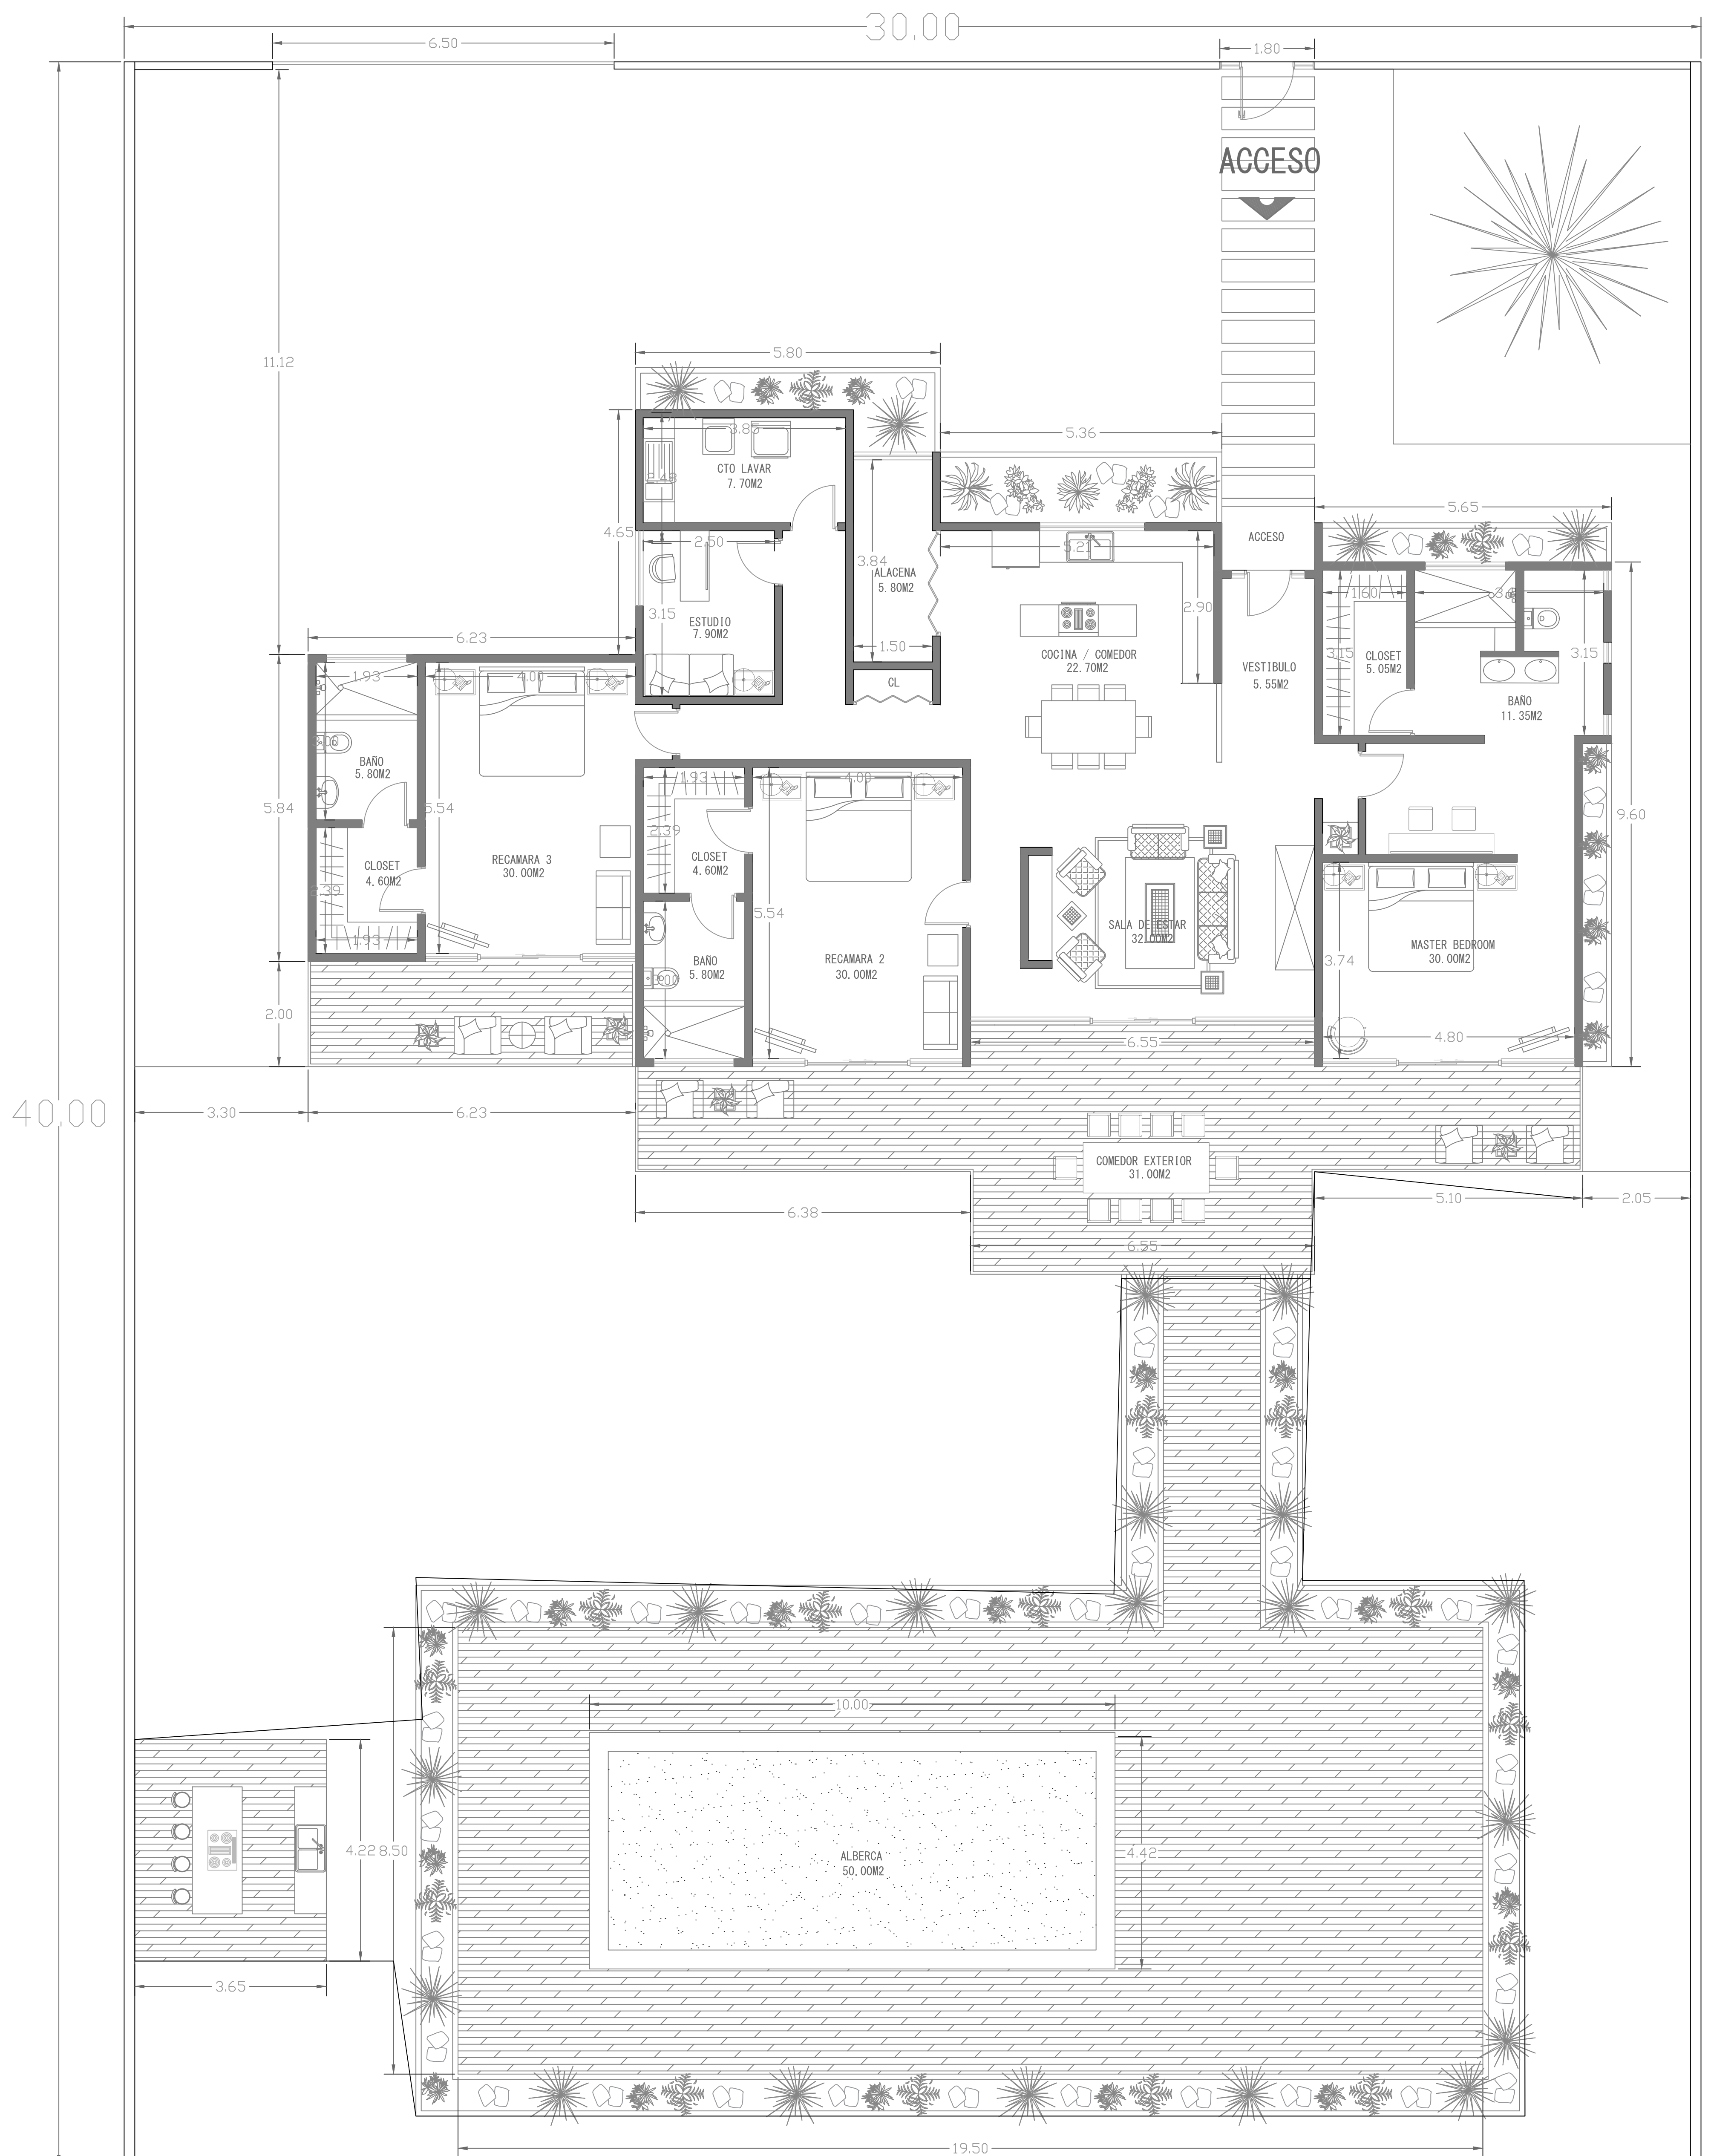 30.00
6.50
1.80
ACCESO
11.12
5.80
5.36
3.85
CTO LAVAR
7.70M2
4.65
5.65
ACCESO
2.50
5.21
3.84
ALACENA
5.80M2
1.60
2.90
3.15
ESTUDIO
7.90M2
6.23
1.50
COCINA / COMEDOR
22.70M2
VESTIBULO
5.55M2
3.15
CLOSET
5.05M2
3.15
1.93
4.00
CL
BAÑO
11.35M2
BAÑO
5.80M2
1.93
4.00
5.84
5.54
2.39
9.60
CLOSET
4.60M2
RECAMARA 3
30.00M2
CLOSET
4.60M2
2.39
5.54
1.93
SALA DE ESTAR
32.00M2
MASTER BEDROOM
30.00M2
BAÑO
5.80M2
RECAMARA 2
30.00M2
3.74
2.00
6.55
4.80
40.00
3.30
6.23
COMEDOR EXTERIOR
31.00M2
6.38
5.10
2.05
6.55
10.00
4.22
8.50
ALBERCA
50.00M2
4.42
3.65
19.50